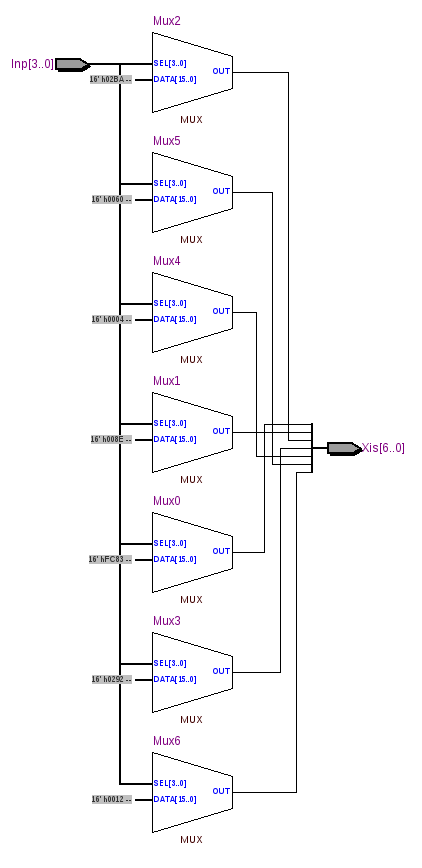 Mux2
Inp[3..0]
SEL[3..0]
OUT
16' h02BA --
DATA[15..0]
MUX
Mux5
SEL[3..0]
OUT
16' h0060 --
DATA[15..0]
MUX
Mux4
SEL[3..0]
OUT
16' h0004 --
DATA[15..0]
MUX
Mux1
SEL[3..0]
OUT
16' h008E --
DATA[15..0]
Xis[6..0]
MUX
Mux0
SEL[3..0]
OUT
16' hFC83 --
DATA[15..0]
MUX
Mux3
SEL[3..0]
OUT
16' h0292 --
DATA[15..0]
MUX
Mux6
SEL[3..0]
OUT
16' h0012 --
DATA[15..0]
MUX